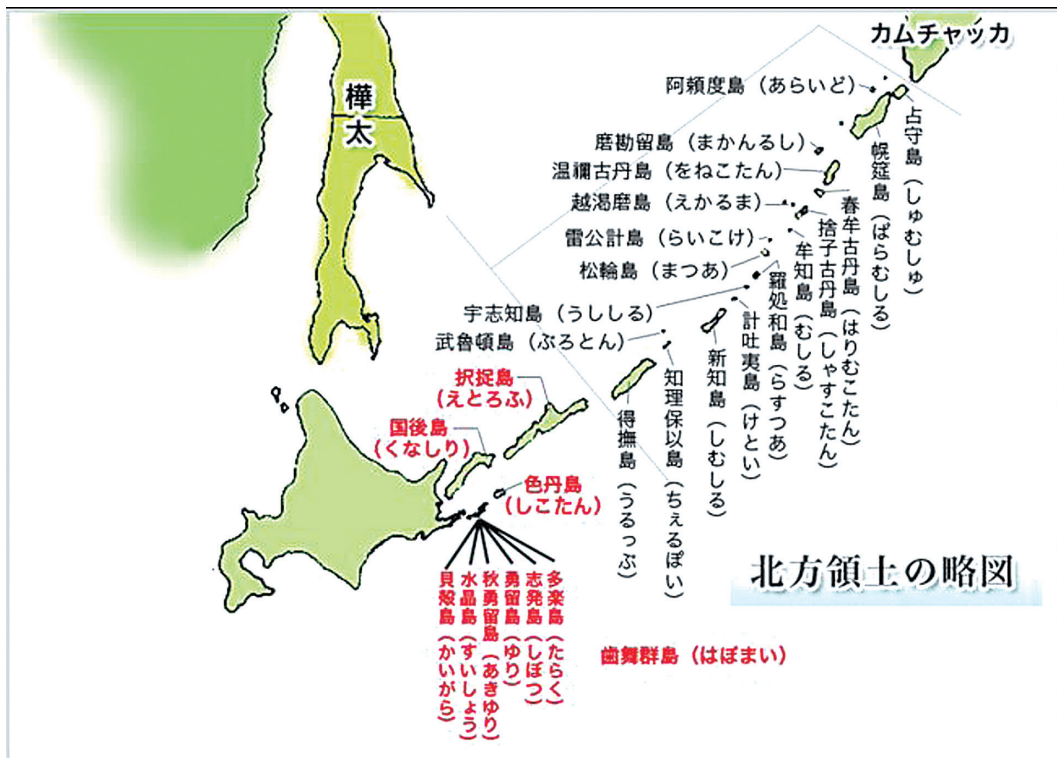 カムチャッカ
樺太
阿頼度島（あらいど）
占守島（しゅむしゅ）
幌筵島（ぱらむしる）
磨勘留島（まかんるし）
温禰古丹島（をねこたん）
春牟古丹島（はりむこたん）
越渇磨島（えかるま）
捨子古丹島（しゃすこたん）
牟知島（むしる）
雷公計島（らいこけ）
松輪島（まつあ）
羅処和島（らすつあ）
宇志知島（うししる）
計吐夷島（けとい）
新知島（しむしる）
武魯頓島（ぶろとん）
知理保以島（ちぇるぽい）
得撫島（うるっぷ）
択捉島
（えとろふ）
国後島
（くなしり）
色丹島
（しこたん）
多楽島（たらく）
志発島（しぼつ）
勇留島（ゆり）
秋勇留島（あきゆり）
水晶島（すいしょう）
貝殻島（かいがら）
歯舞群島（はぼまい）
北方領土の略図